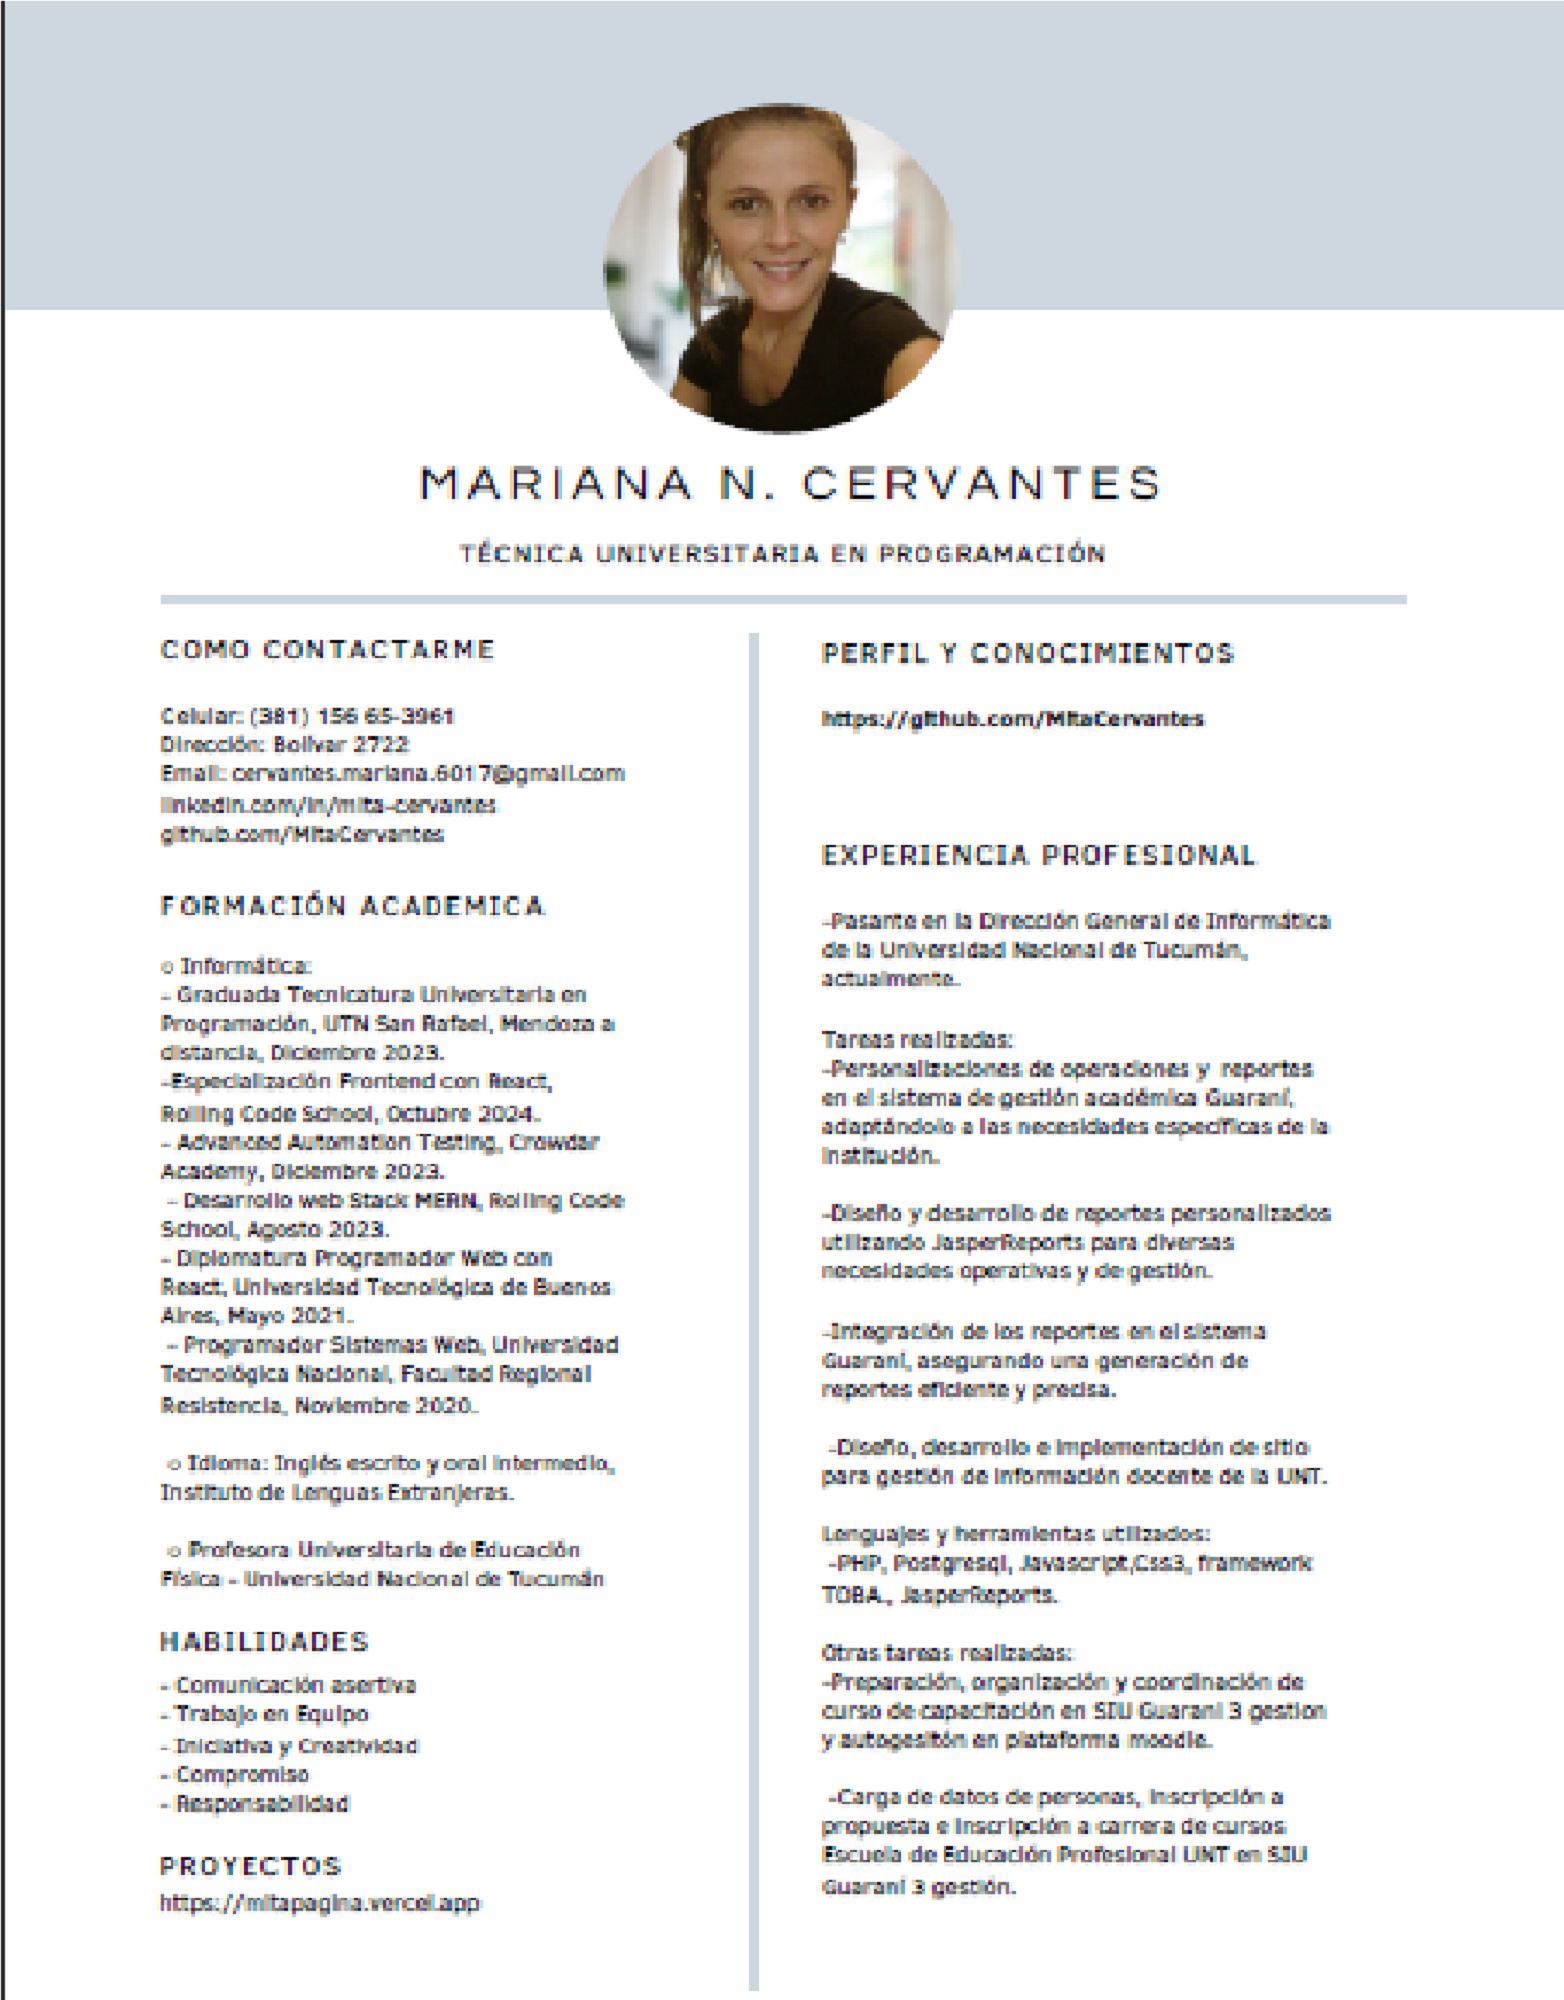 MARIANA N. CERVANTES
TÉCNICA UNIVERSITARIA EN PROGRAMACIÓN
COMO CONTACTARME
Celular: (381) 156 65-3961
Dirección: Bolívar 2722
Email: cervantes.mariana.6017@gmail.com
linkedin.com/in/mita-cervantes
github.com/MitaCervantes
FORMACIÓN ACADEMICA
○ Informática:
- Graduada Tecnicatura Universitaria en
Programación, UTN San Rafael, Mendoza a
distancia, Diciembre 2023.
-Especialización Frontend con React,
Rolling Code School, Octubre 2024.
- Advanced Automation Testing, Crowdar
Academy, Diciembre 2023.
- Desarrollo web Stack MERN, Rolling Code
School, Agosto 2023.
- Diplomatura Programador Web con
React, Universidad Tecnológica de Buenos
Aires, Mayo 2021.
- Programador Sistemas Web, Universidad
Tecnológica Nacional, Facultad Regional
Resistencia, Noviembre 2020.
○ Idioma: Inglés escrito y oral intermedio,
Instituto de Lenguas Extranjeras.
○ Profesora Universitaria de Educación
Física - Universidad Nacional de Tucumán
HABILIDADES
- Comunicación asertiva
- Trabajo en Equipo
- Iniciativa y Creatividad
- Compromiso
- Responsabilidad
PROYECTOS
https://mitapagina.vercel.app
PERFIL Y CONOCIMIENTOS
https://github.com/MitaCervantes
EXPERIENCIA PROFESIONAL
-Pasante en la Dirección General de Informática
de la Universidad Nacional de Tucumán,
actualmente.
Tareas realizadas:
-Personalizaciones de operaciones y reportes
en el sistema de gestión académica Guaraní,
adaptándolo a las necesidades específicas de la
institución.
-Diseño y desarrollo de reportes personalizados
utilizando JasperReports para diversas
necesidades operativas y de gestión.
-Integración de los reportes en el sistema
Guaraní, asegurando una generación de
reportes eficiente y precisa.
-Diseño, desarrollo e implementación de sitio
para gestión de información docente de la UNT.
Lenguajes y herramientas utilizados:
-PHP, Postgresql, Javascript,Css3, framework
TOBA., JasperReports.
Otras tareas realizadas:
-Preparación, organización y coordinación de
curso de capacitación en SIU Guaraní 3 gestion
y autogesitón en plataforma moodle.
-Carga de datos de personas, inscripción a
propuesta e inscripción a carrera de cursos
Escuela de Educación Profesional UNT en SIU
Guaraní 3 gestión.